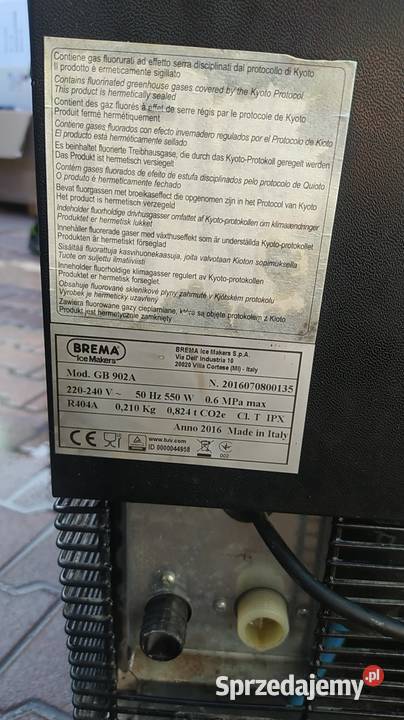 Contiene gas fluorurati ad effetto serra disciplinati dal protocollo di Kyoto
Il prodotto è ermeticamente sigillato
Contains fluorinated greenhouse gases covered by the Kyoto Protocol
This product is hermetically sealed
Contient des gaz fluorés à effet de serre régis par le protocole de Kyoto
Produit fermé hermétiquement
Contiene gases fluorados con efecto invernadero regulados por el Protocolo de Kioto
El producto está herméticamente sellado
Es beinhaltet fluorierte Treibhausgase, die durch das Kyoto-Protokoll geregelt werden
Das Produkt ist hermetisch versiegelt
Contém gases fluorados de efeito de estufa disciplinados pelo protocolo de Quioto
O produto é hermeticamente fechado
Bevat fluorgassen met broeikaseffect die zijn opgenomen in het Protocol van Kyoto
Het product is hermetisch verzegeld
Indeholder fluorholdige drivhusgasser omfattet af Kyoto-protokollen om klimaændringer
Produktet er hermetisk lukket
Innehåller fluorerade gaser med växthuseffekt som är underställda Kyoto-protokollet
Produkten är hermetiskt förseglad
Sisältää fluorattuja kasvihuonekaasuja, joita valvotaan Kioton sopimuksella
Tuote on suljettu ilmatiiviisti
Inneholder fluoridholdige klimagasser regulert av Kyoto-protokollen
Produktet er hermetisk forseglet.
Obsahuje fluorované skleníkové plyny zahrnuté v Kjótském protokolu
Výrobek je hermeticky uzavřený
Zawiera fluorowane gazy cieplarniane, które są objęte protokołem z Kioto
Produkt jest hermetycznie zamknięty
BREMA
Ice Makers
BREMA Ice Makers S.p.A.
Via Dell' Industria 10
20020 Villa Cortese (MI) - Italy
Mod. GB 902A
N. 2016070800135
220-240 V ~ 50 Hz 550 W 0.6 MPa max
R404A 0,210 Kg 0,824 t CO2e Cl. T IPX
Anno 2016 Made in Italy
CE
www.tuv.com
ID 0000044958
002
Sprzedajemy.pl